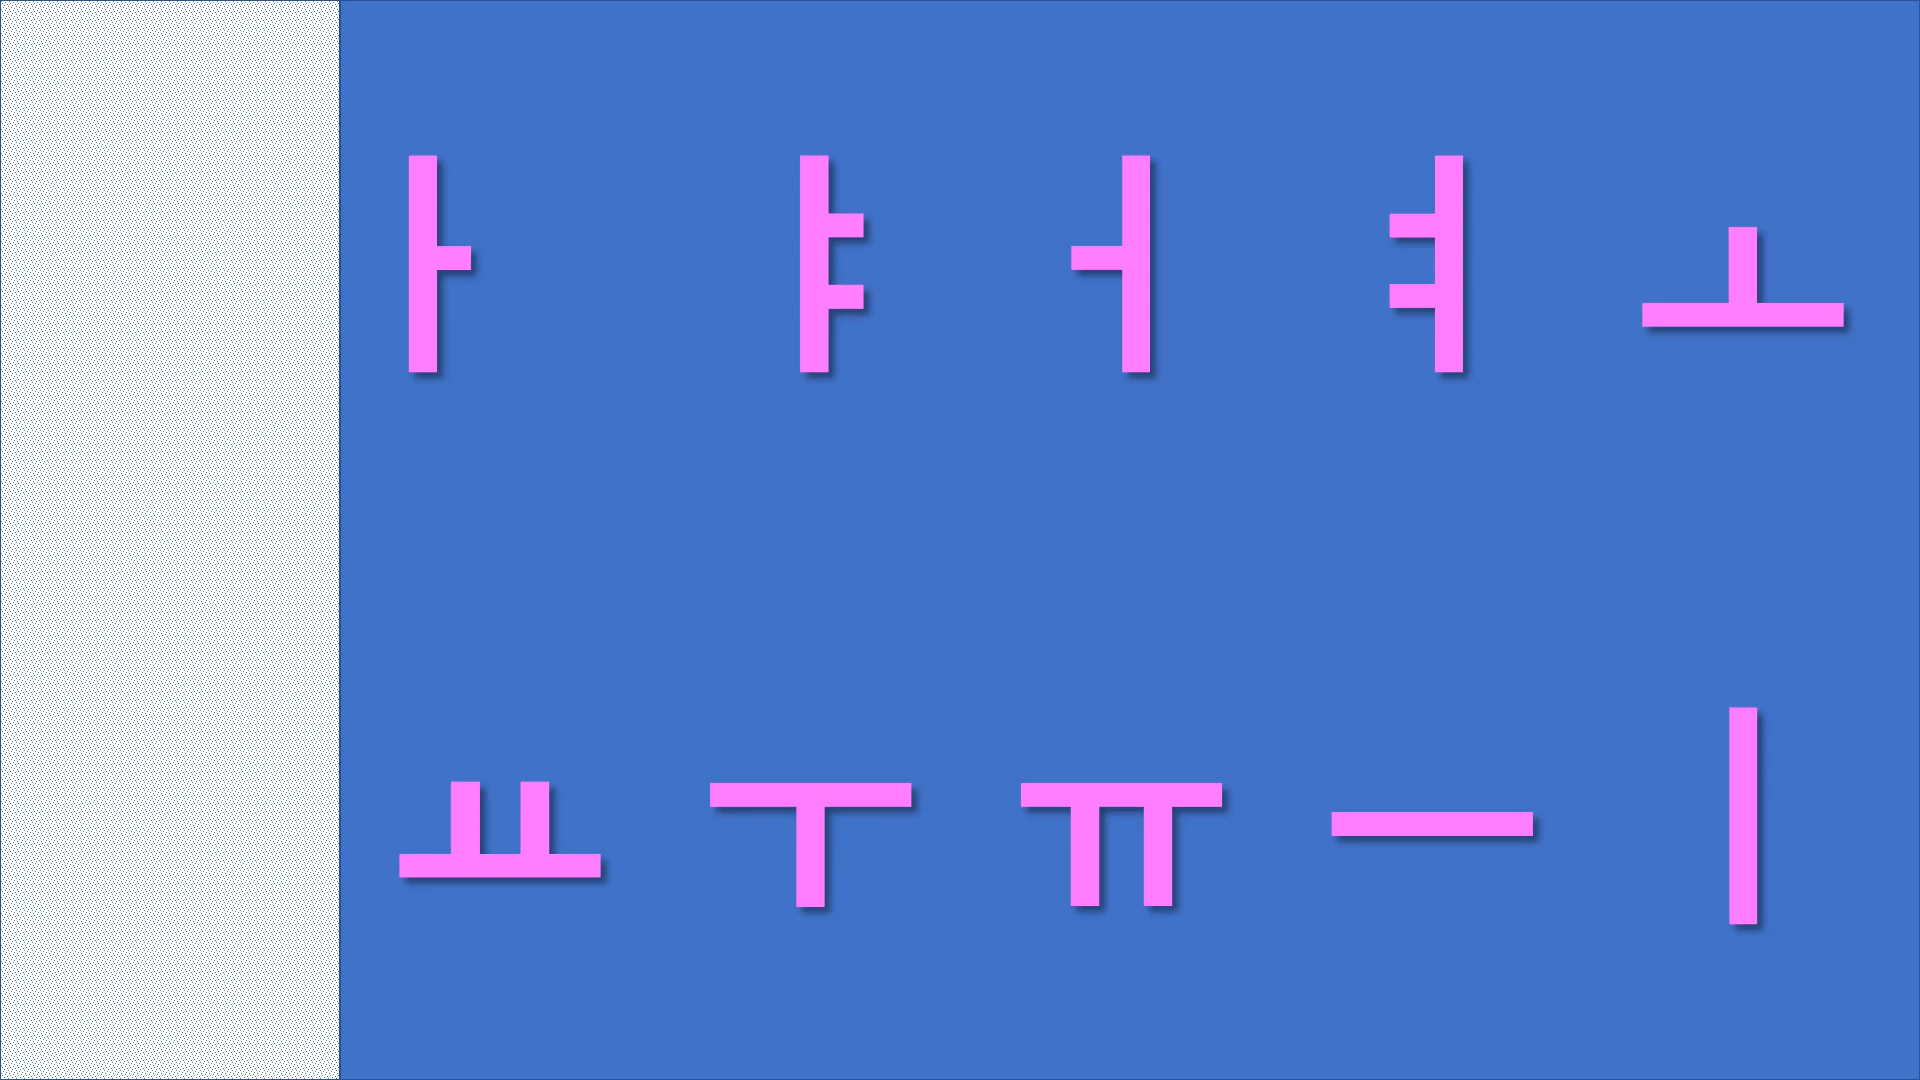 ㅏ ㅑ ㅓ ㅕ ㅗ
ㅛ ㅜ ㅠ ㅡ ㅣ